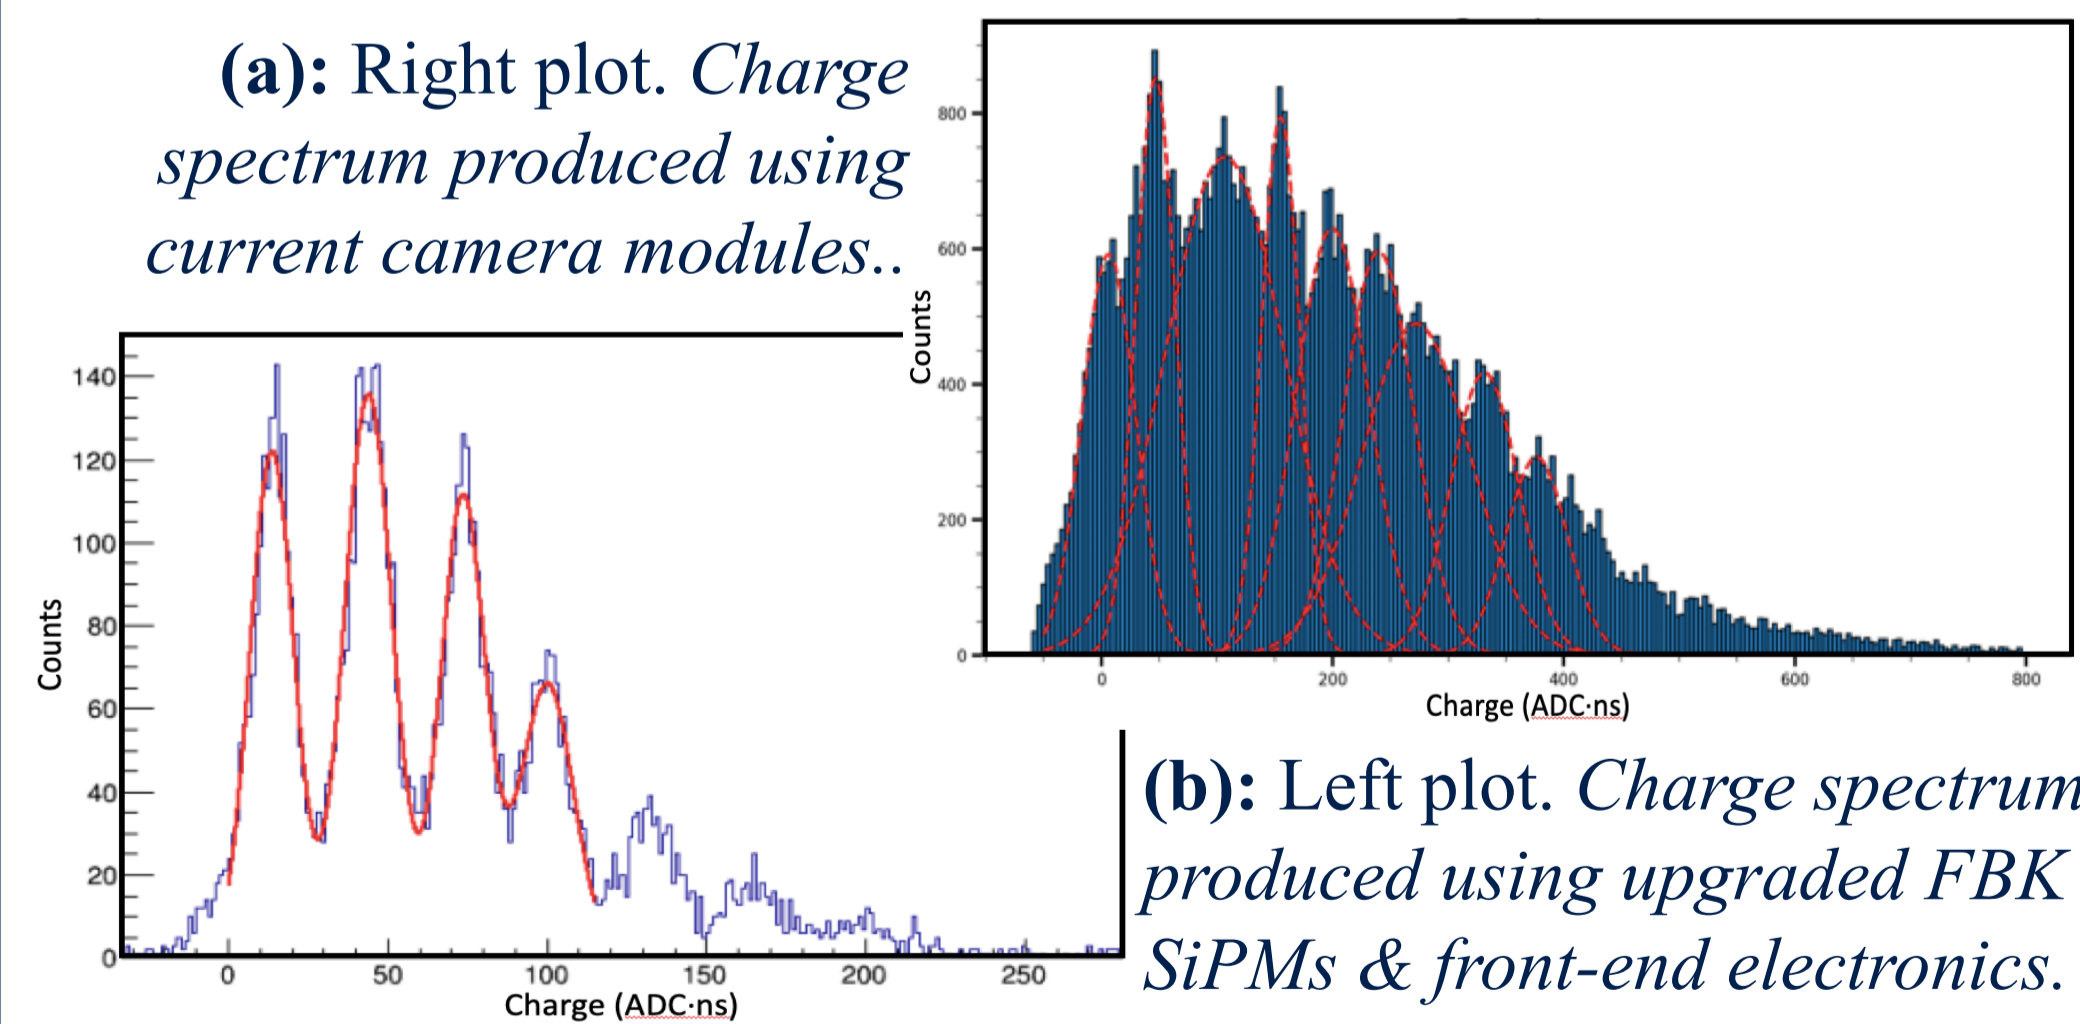 (a): Right plot. Charge
spectrum produced using
current camera modules..
800
600
400
200
0
Counts
0 200 400 600 800
Charge (ADC·ns)
140
120
100
80
60
40
20
0
Counts
0 50 100 150 200 250
Charge (ADC·ns)
(b): Left plot. Charge spectrum
produced using upgraded FBK
SiPMs & front-end electronics.